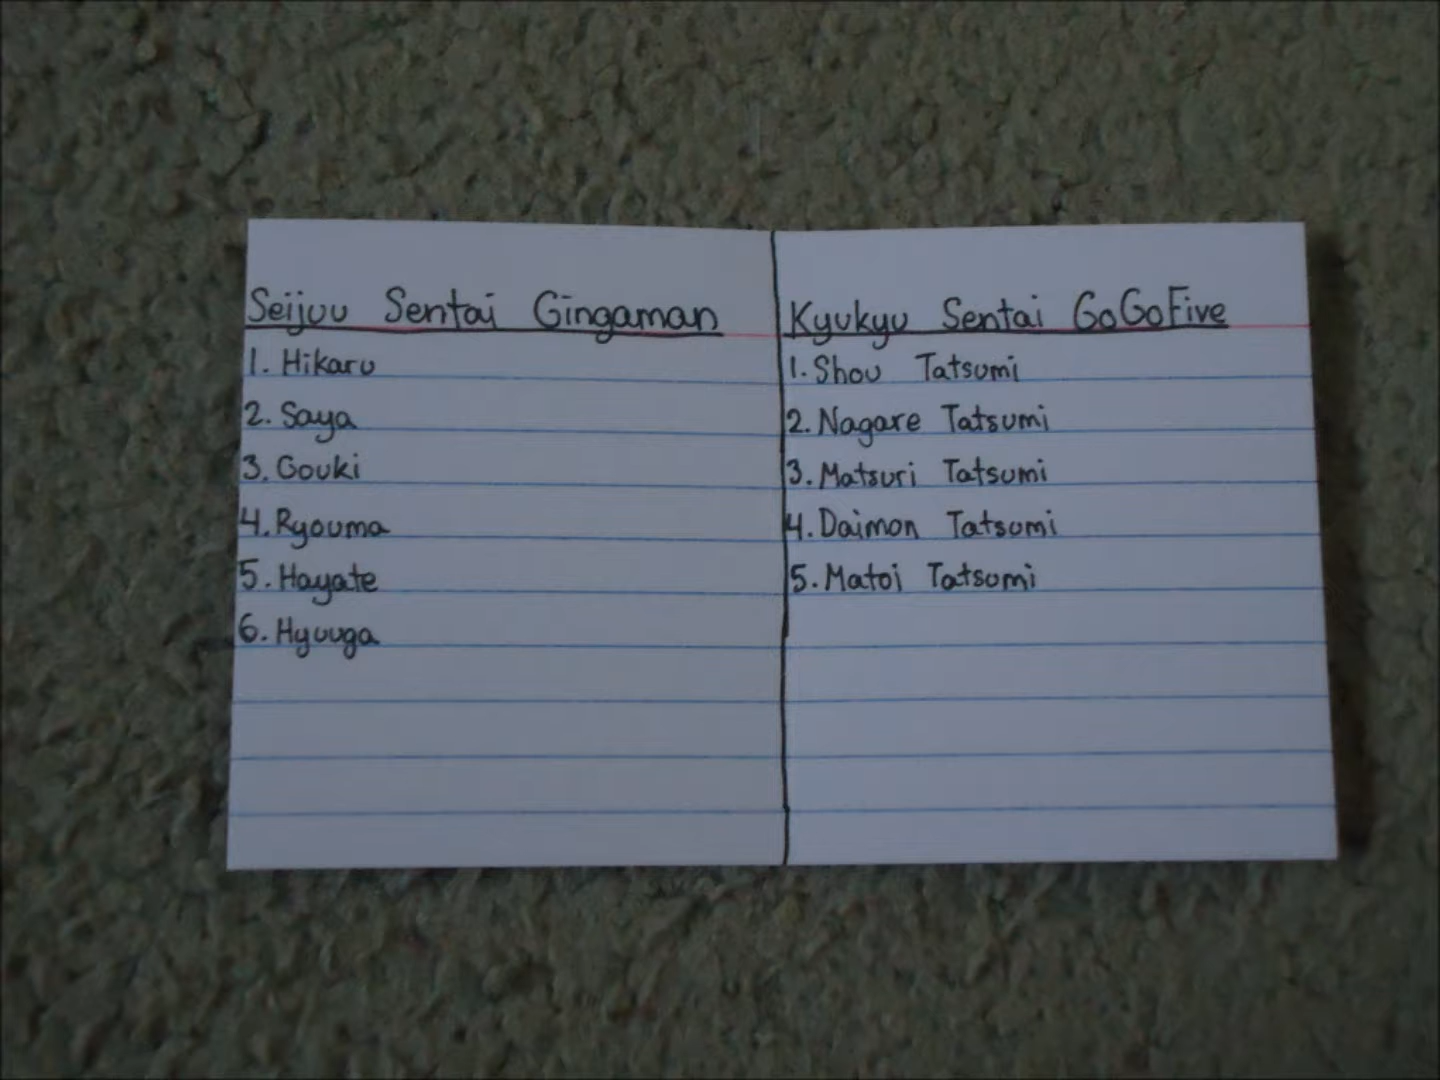 Seijuu Sentai Gingaman
1. Hikaru
2. Saya
3. Gouki
4. Ryouma
5. Hayate
6. Hyuuga
Kyukyu Sentai GoGoFive
1. Shou Tatsumi
2. Nagare Tatsumi
3. Matsuri Tatsumi
4. Daimon Tatsumi
5. Matoi Tatsumi